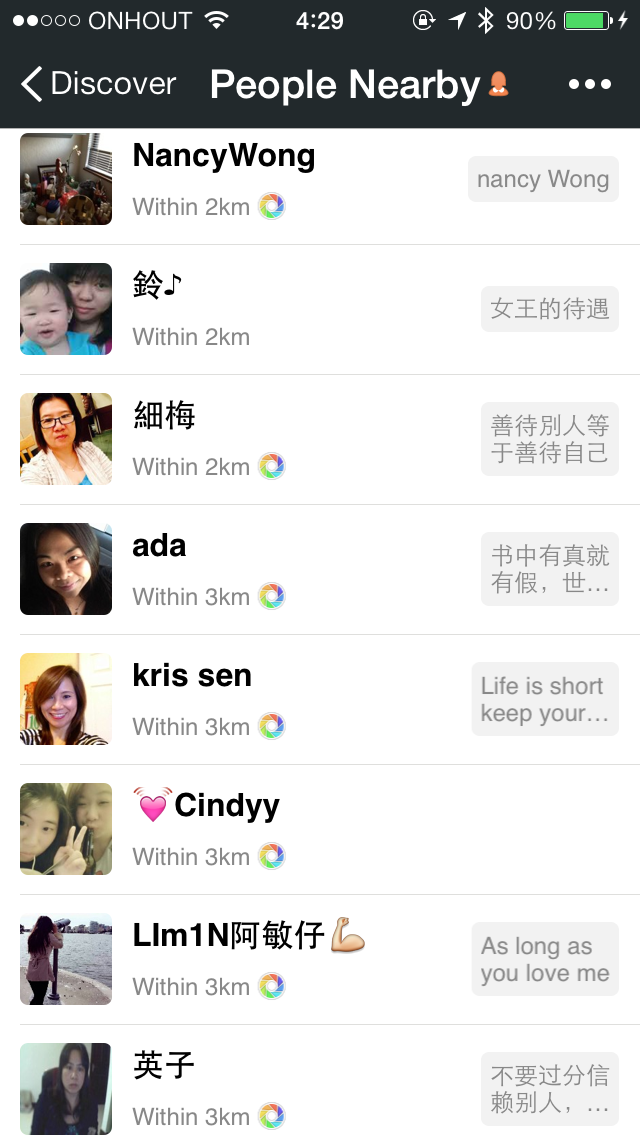 ONHOUT 4:29 90%
Discover People Nearby
NancyWong
Within 2km
nancy Wong
鈴♪
Within 2km
女王的待遇
細梅
Within 2km
善待別人等
于善待自己
ada
Within 3km
书中有真就
有假，世…
kris sen
Within 3km
Life is short
keep your…
💓Cindyy
Within 3km
LIm1N阿敏仔💪
Within 3km
As long as
you love me
英子
Within 3km
不要过分信
赖别人，…